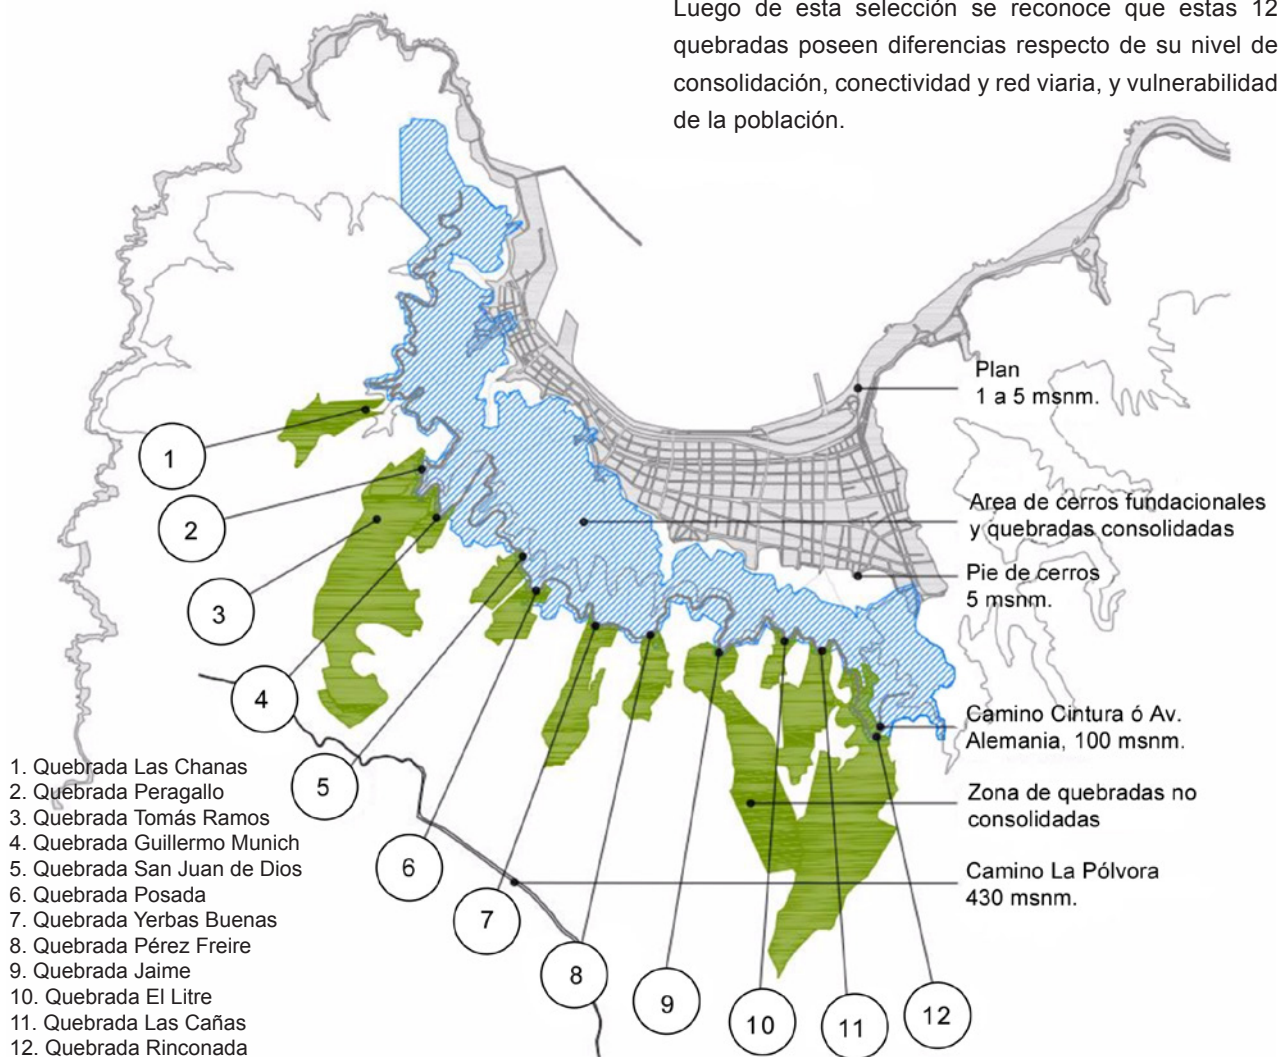 Luego de esta selección se reconoce que estas 12
quebradas poseen diferencias respecto de su nivel de
consolidación, conectividad y red viaria, y vulnerabilidad
de la población.
Plan
1 a 5 msnm.
Area de cerros fundacionales
y quebradas consolidadas
Pie de cerros
5 msnm.
Camino Cintura ó Av.
Alemania, 100 msnm.
Zona de quebradas no
consolidadas
Camino La Pólvora
430 msnm.
1
2
3
4
5
6
7
8
9
10
11
12
1. Quebrada Las Chanas
2. Quebrada Peragallo
3. Quebrada Tomás Ramos
4. Quebrada Guillermo Munich
5. Quebrada San Juan de Dios
6. Quebrada Posada
7. Quebrada Yerbas Buenas
8. Quebrada Pérez Freire
9. Quebrada Jaime
10. Quebrada El Litre
11. Quebrada Las Cañas
12. Quebrada Rinconada